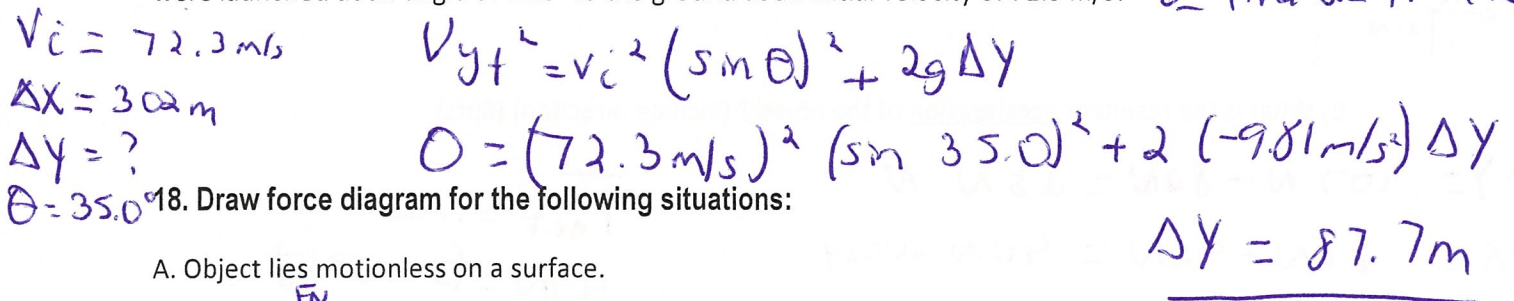 Vi = 72.3 m/s
ΔX = 302 m
ΔY = ?
θ = 35.0°
Vyf² = Vi² (sin θ)² + 2g ΔY
0 = (72.3 m/s)² (sin 35.0)² + 2 (-9.81 m/s²) ΔY
ΔY = 87.7m
18. Draw force diagram for the following situations:
A. Object lies motionless on a surface.
FN